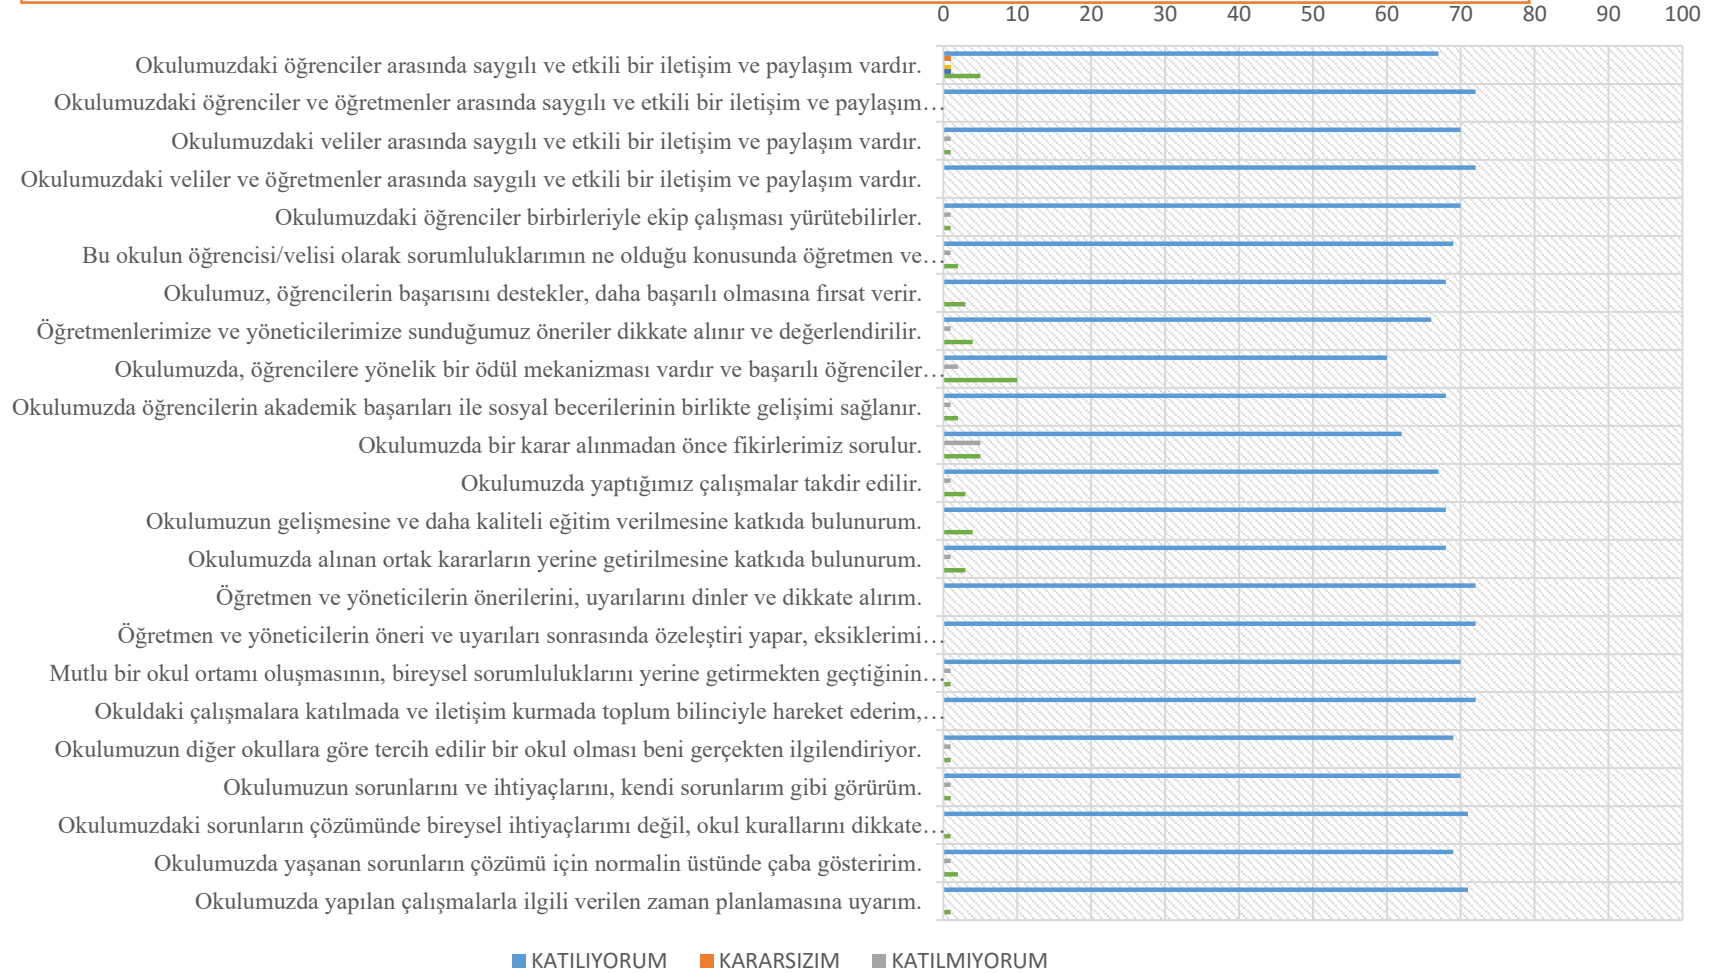 0 10 20 30 40 50 60 70 80 90 100
Okulumuzdaki öğrenciler arasında saygılı ve etkili bir iletişim ve paylaşım vardır.
Okulumuzdaki öğrenciler ve öğretmenler arasında saygılı ve etkili bir iletişim ve paylaşım…
Okulumuzdaki veliler arasında saygılı ve etkili bir iletişim ve paylaşım vardır.
Okulumuzdaki veliler ve öğretmenler arasında saygılı ve etkili bir iletişim ve paylaşım vardır.
Okulumuzdaki öğrenciler birbirleriyle ekip çalışması yürütebilirler.
Bu okulun öğrencisi/velisi olarak sorumluluklarımın ne olduğu konusunda öğretmen ve…
Okulumuz, öğrencilerin başarısını destekler, daha başarılı olmasına fırsat verir.
Öğretmenlerimize ve yöneticilerimize sunduğumuz öneriler dikkate alınır ve değerlendirilir.
Okulumuzda, öğrencilere yönelik bir ödül mekanizması vardır ve başarılı öğrenciler…
Okulumuzda öğrencilerin akademik başarıları ile sosyal becerilerinin birlikte gelişimi sağlanır.
Okulumuzda bir karar alınmadan önce fikirlerimiz sorulur.
Okulumuzda yaptığımız çalışmalar takdir edilir.
Okulumuzun gelişmesine ve daha kaliteli eğitim verilmesine katkıda bulunurum.
Okulumuzda alınan ortak kararların yerine getirilmesine katkıda bulunurum.
Öğretmen ve yöneticilerin önerilerini, uyarılarını dinler ve dikkate alırım.
Öğretmen ve yöneticilerin öneri ve uyarıları sonrasında özeleştiri yapar, eksiklerimi…
Mutlu bir okul ortamı oluşmasının, bireysel sorumluluklarını yerine getirmekten geçtiğinin…
Okuldaki çalışmalara katılmada ve iletişim kurmada toplum bilinciyle hareket ederim,…
Okulumuzun diğer okullara göre tercih edilir bir okul olması beni gerçekten ilgilendiriyor.
Okulumuzun sorunlarını ve ihtiyaçlarını, kendi sorunlarım gibi görürüm.
Okulumuzdaki sorunların çözümünde bireysel ihtiyaçlarımı değil, okul kurallarını dikkate…
Okulumuzda yaşanan sorunların çözümü için normalin üstünde çaba gösteririm.
Okulumuzda yapılan çalışmalarla ilgili verilen zaman planlamasına uyarım.
KATILIYORUM KARARSIZIM KATILMIYORUM